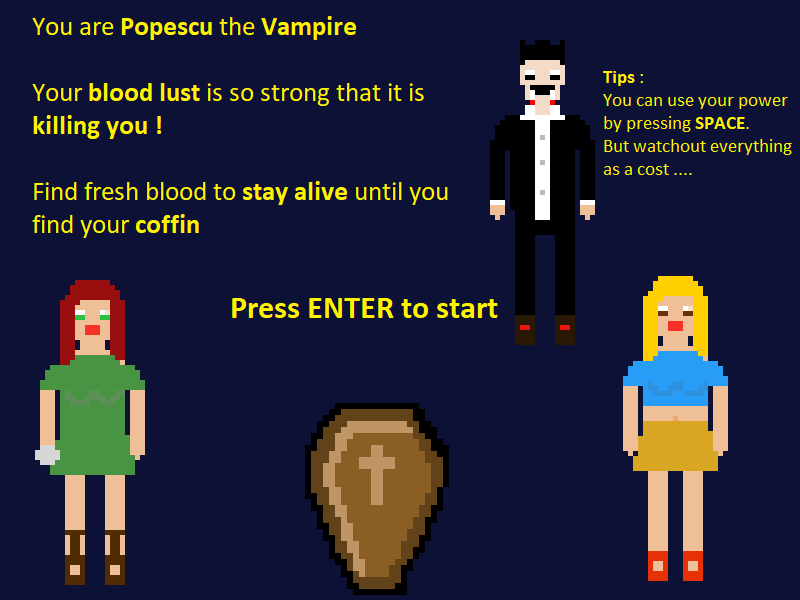 You are Popescu the Vampire
Your blood lust is so strong that it is
killing you !
Find fresh blood to stay alive until you
find your coffin
Tips :
You can use your power
by pressing SPACE.
But watchout everything
as a cost ....
Press ENTER to start